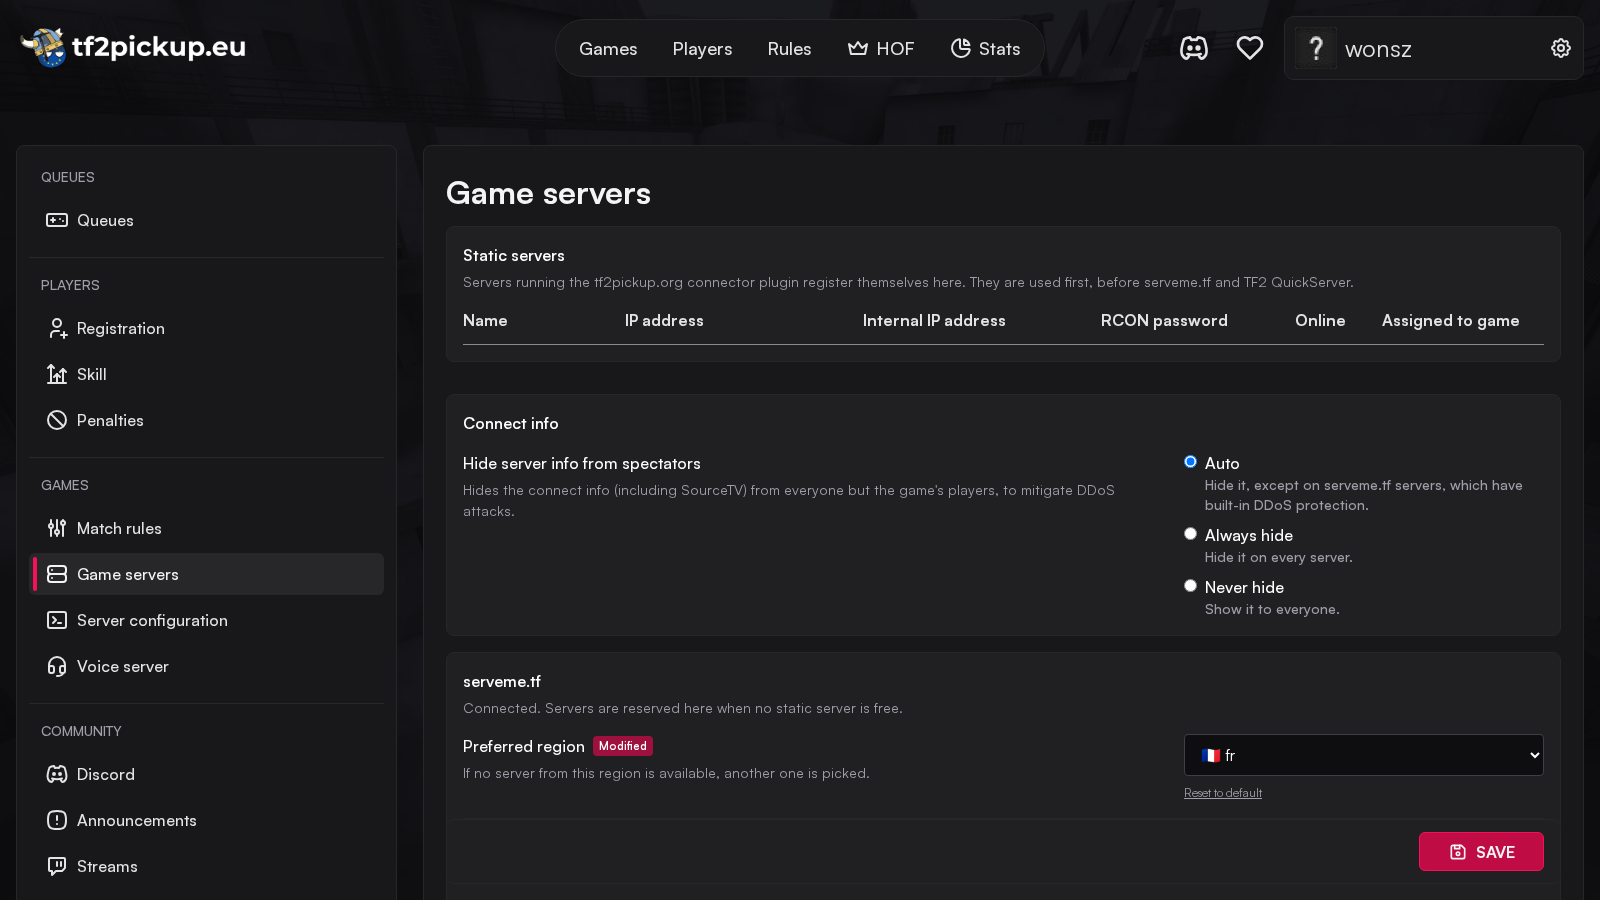 tf2pickup.eu
Games
Players
Rules
HOF
Stats
?
wonsz
QUEUES
Queues
PLAYERS
Registration
Skill
Penalties
GAMES
Match rules
Game servers
Server configuration
Voice server
COMMUNITY
Discord
Announcements
Streams
Game servers
Static servers
Servers running the tf2pickup.org connector plugin register themselves here. They are used first, before serveme.tf and TF2 QuickServer.
Name IP address Internal IP address RCON password Online Assigned to game
Connect info
Hide server info from spectators
Hides the connect info (including SourceTV) from everyone but the game's players, to mitigate DDoS
attacks.
Auto
Hide it, except on serveme.tf servers, which have
built-in DDoS protection.
Always hide
Hide it on every server.
Never hide
Show it to everyone.
serveme.tf
Connected. Servers are reserved here when no static server is free.
Preferred region Modified
If no server from this region is available, another one is picked.
fr
Reset to default
SAVE